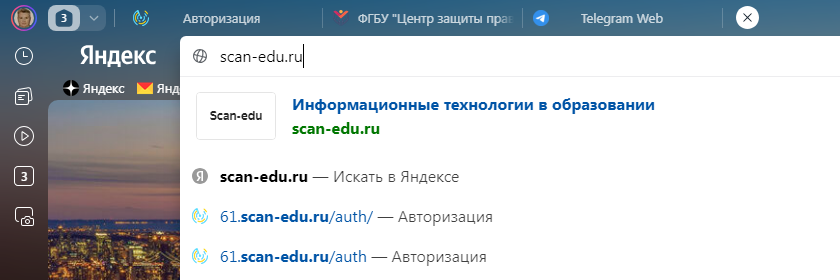 3
Авторизация
ФГБУ "Центр защиты прав
Telegram Web
Яндекс
scan-edu.ru
Яндекс
Янд
Scan-edu
Информационные технологии в образовании
scan-edu.ru
Я
scan-edu.ru — Искать в Яндексе
3
61.scan-edu.ru/auth/ — Авторизация
61.scan-edu.ru/auth — Авторизация